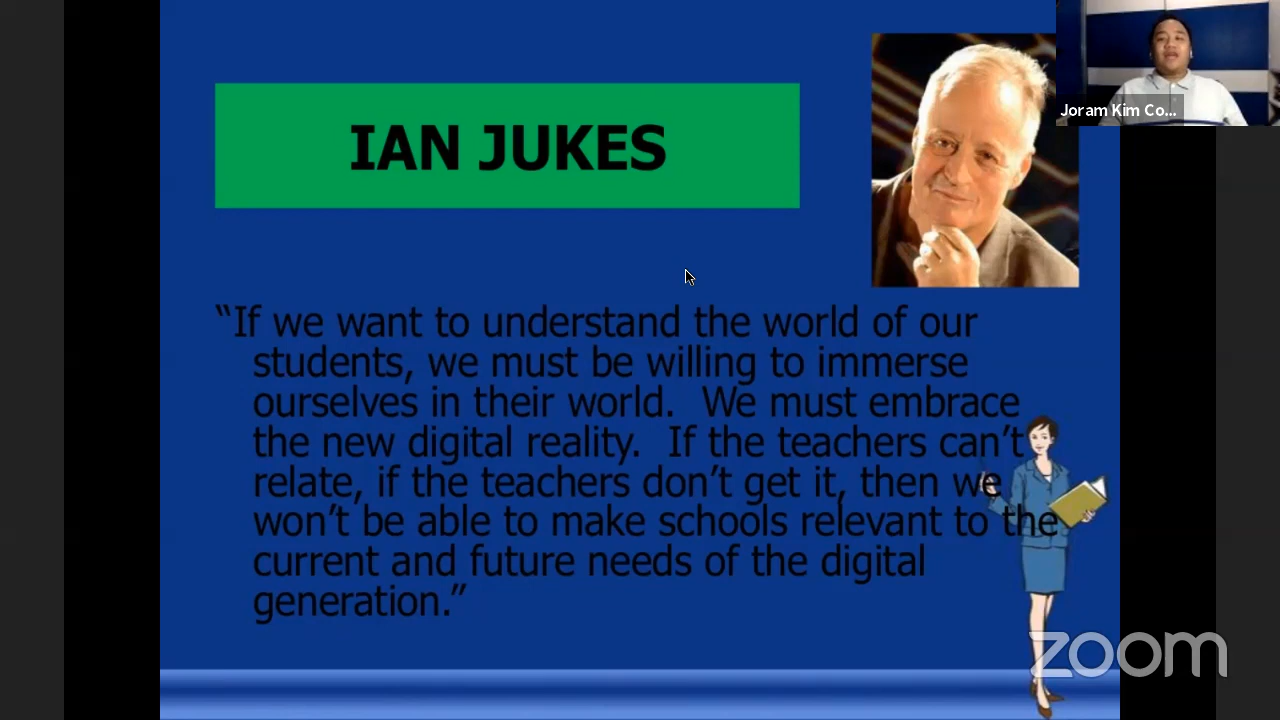 IAN JUKES
Joram Kim Co...
“If we want to understand the world of our
students, we must be willing to immerse
ourselves in their world.  We must embrace
the new digital reality.  If the teachers can’t
relate, if the teachers don’t get it, then we
won’t be able to make schools relevant to the
current and future needs of the digital
generation.”
zoom